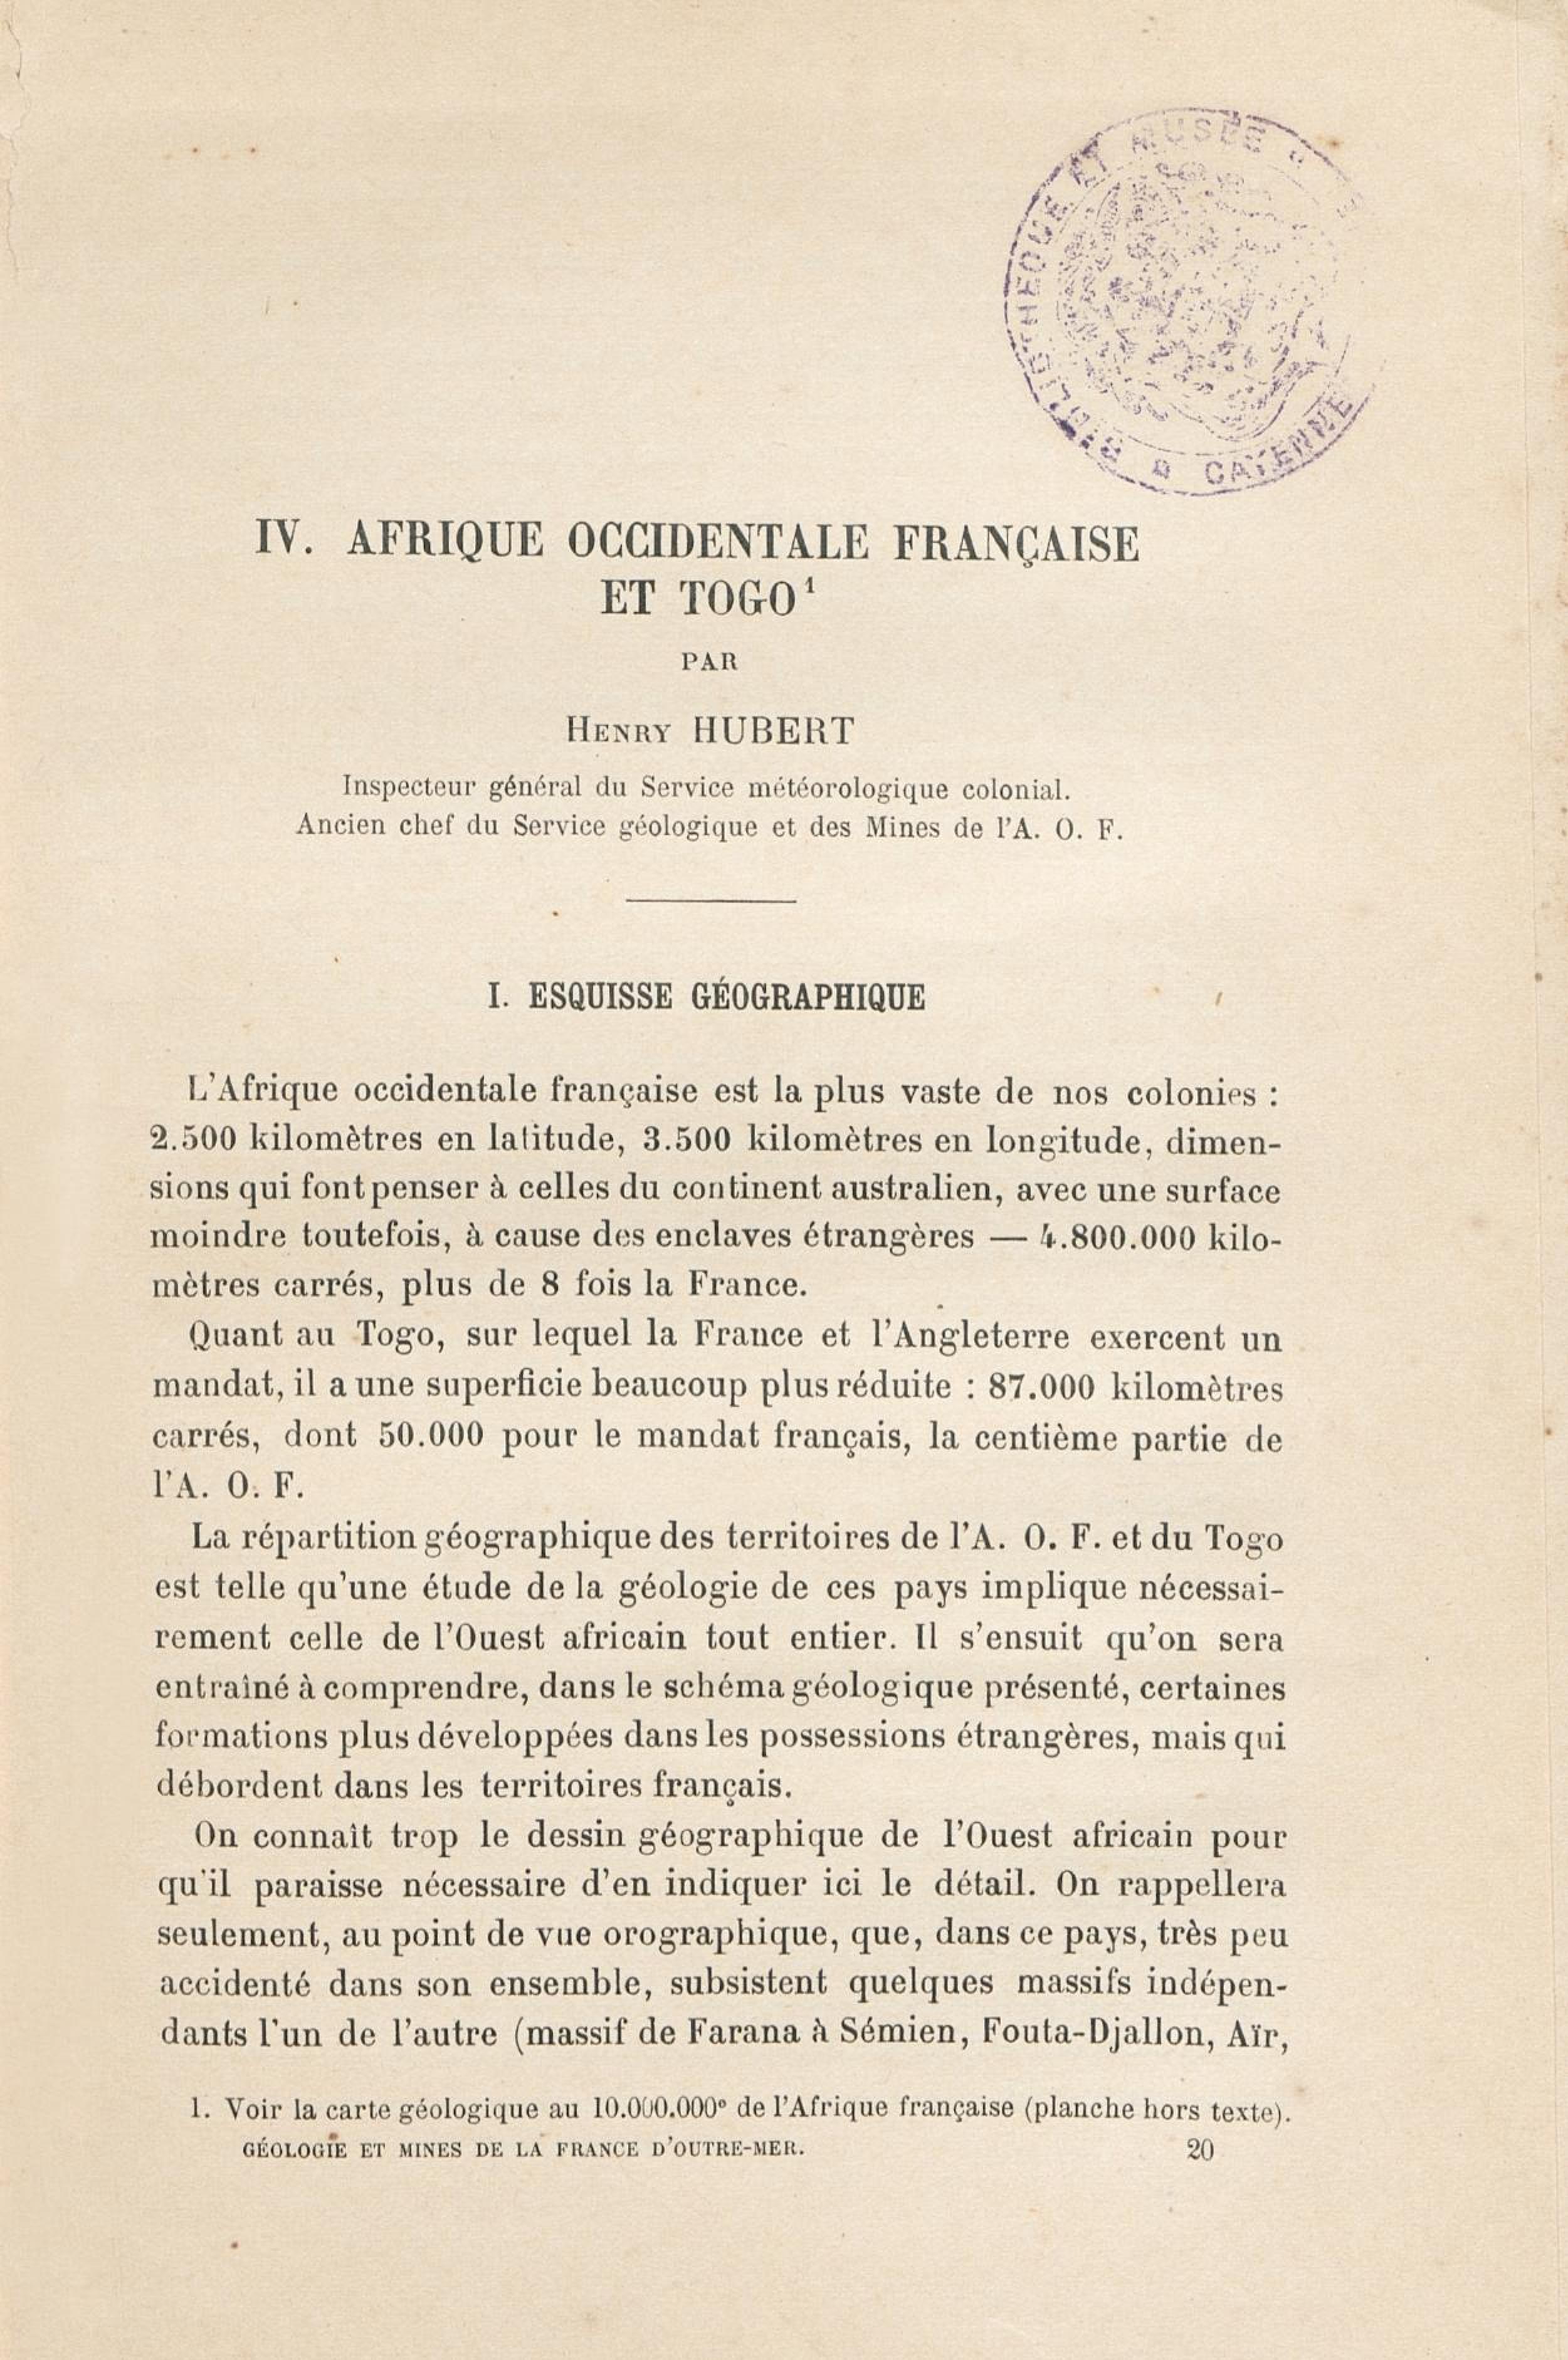 BIBLIOTHEQUE ET MUSÉE
CAYENNE
IV. AFRIQUE OCCIDENTALE FRANÇAISE
ET TOGO¹
PAR
HENRY HUBERT
Inspecteur général du Service météorologique colonial.
Ancien chef du Service géologique et des Mines de l'A. O. F.
I. ESQUISSE GÉOGRAPHIQUE
L'Afrique occidentale française est la plus vaste de nos colonies :
2.500 kilomètres en latitude, 3.500 kilomètres en longitude, dimen-
sions qui font penser à celles du continent australien, avec une surface
moindre toutefois, à cause des enclaves étrangères — 4.800.000 kilo-
mètres carrés, plus de 8 fois la France.
Quant au Togo, sur lequel la France et l'Angleterre exercent un
mandat, il a une superficie beaucoup plus réduite : 87.000 kilomètres
carrés, dont 50.000 pour le mandat français, la centième partie de
l'A. O. F.
La répartition géographique des territoires de l'A. O. F. et du Togo
est telle qu'une étude de la géologie de ces pays implique nécessai-
rement celle de l'Ouest africain tout entier. Il s'ensuit qu'on sera
entraîné à comprendre, dans le schéma géologique présenté, certaines
formations plus développées dans les possessions étrangères, mais qui
débordent dans les territoires français.
On connaît trop le dessin géographique de l'Ouest africain pour
qu'il paraisse nécessaire d'en indiquer ici le détail. On rappellera
seulement, au point de vue orographique, que, dans ce pays, très peu
accidenté dans son ensemble, subsistent quelques massifs indépen-
dants l'un de l'autre (massif de Farana à Sémien, Fouta-Djallon, Aïr,
1. Voir la carte géologique au 10.000.000ᵉ de l'Afrique française (planche hors texte).
GÉOLOGIE ET MINES DE LA FRANCE D'OUTRE-MER. 20